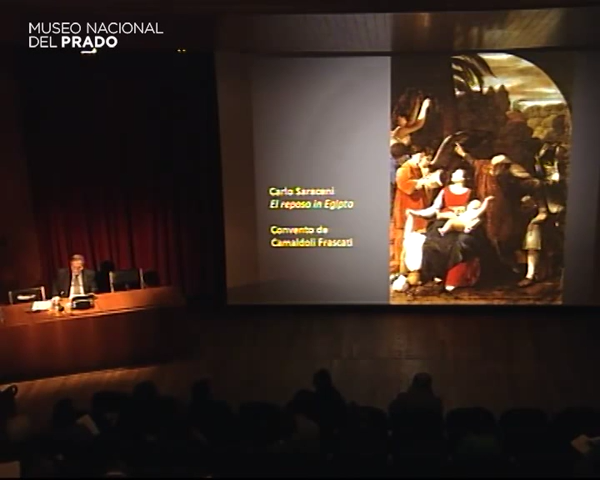 MUSEO NACIONAL
DEL PRADO
Carlo Saraceni
El reposo in Egipto
Convento de
Camaldoli Frascati